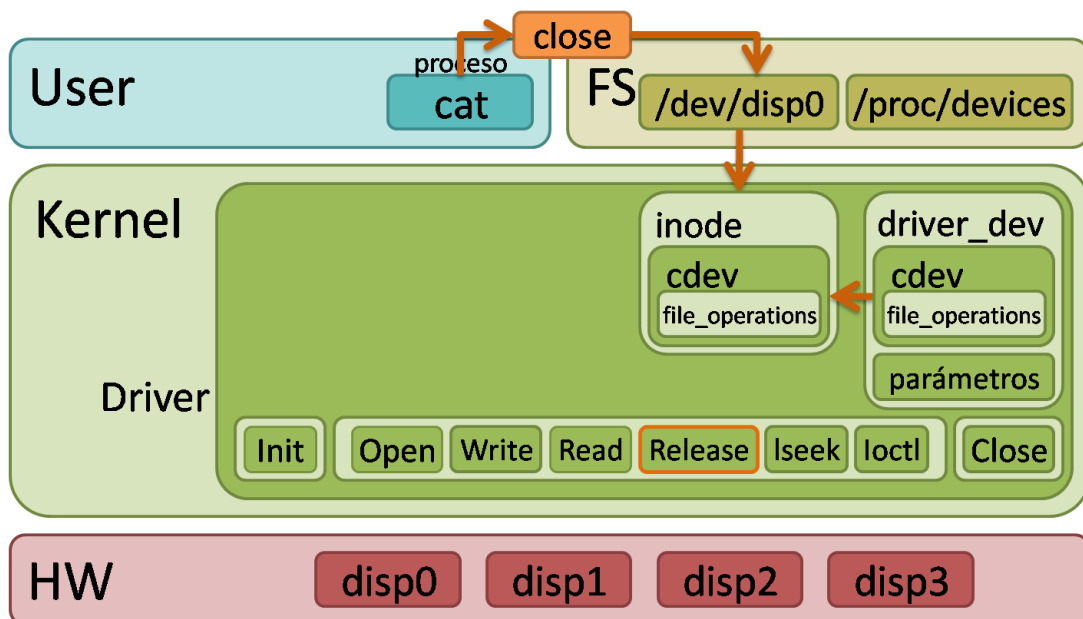 close
User
proceso
cat
FS
/dev/disp0
/proc/devices
Kernel
inode
cdev
file_operations
driver_dev
cdev
file_operations
parámetros
Driver
Init
Open
Write
Read
Release
lseek
Ioctl
Close
HW
disp0
disp1
disp2
disp3